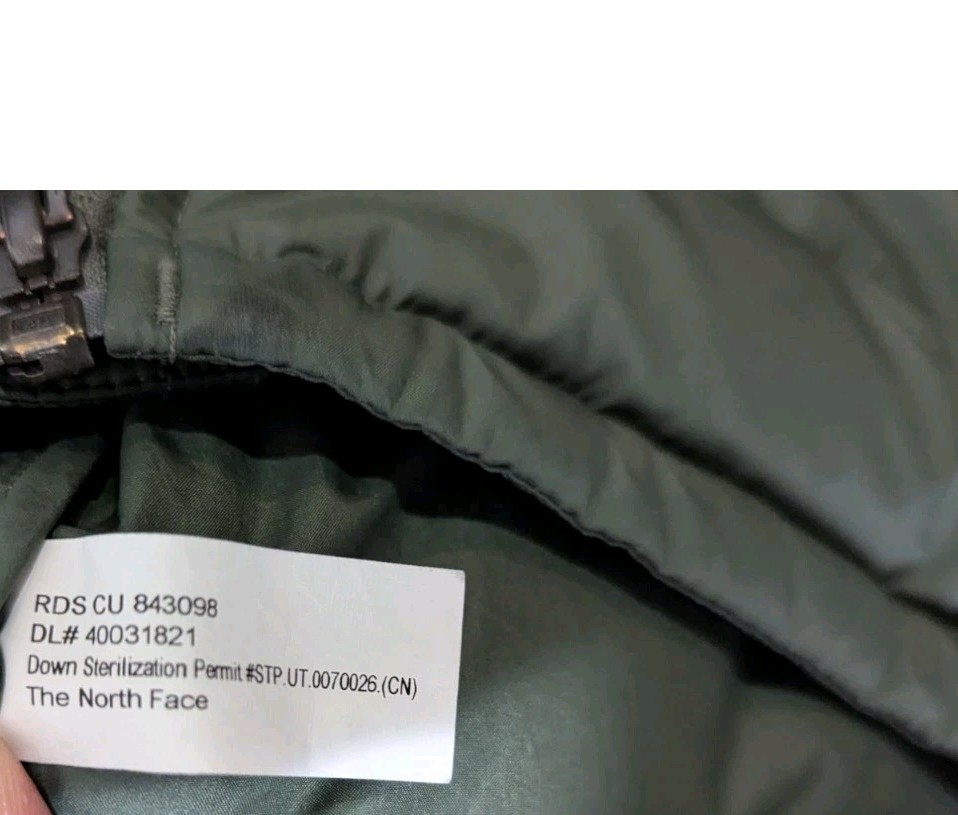 RDS CU 843098
DL# 40031821
Down Sterilization Permit #STP.UT.0070026.(CN)
The North Face